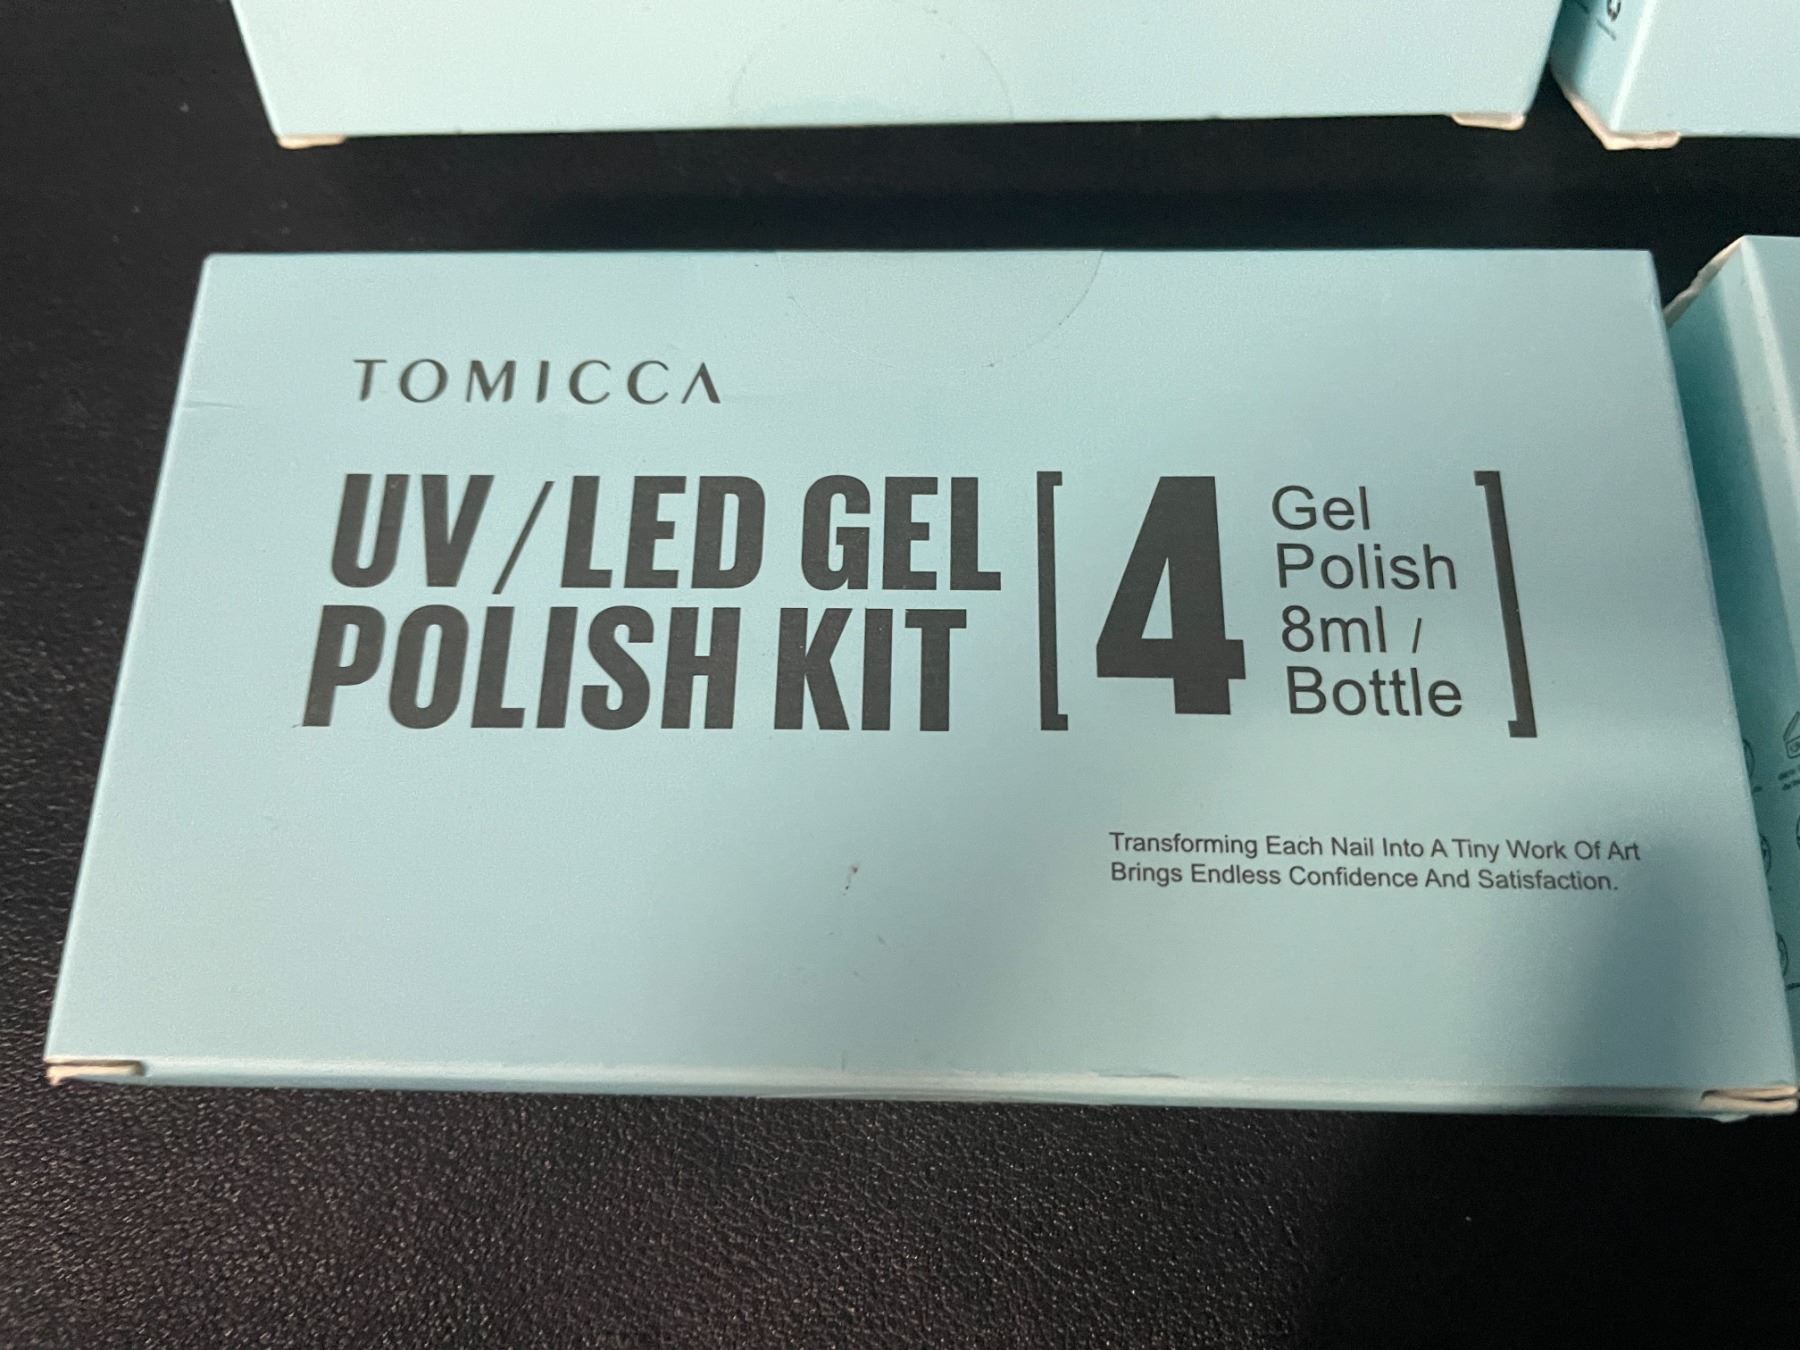 TOMICCA
UV/LED GEL
POLISH KIT
[4
Gel
Polish
8ml /
Bottle
]
Transforming Each Nail Into A Tiny Work Of Art
Brings Endless Confidence And Satisfaction.